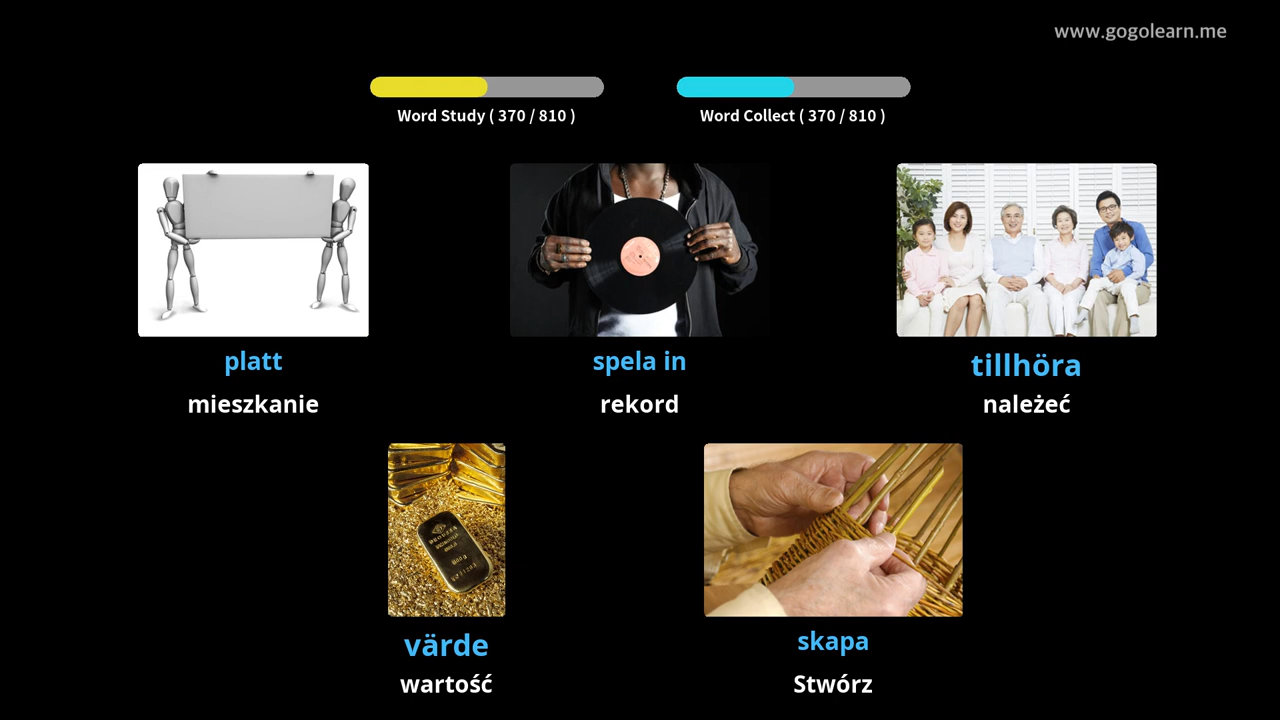 www.gogolearn.me
Word Study ( 370 / 810 )
Word Collect ( 370 / 810 )
platt
mieszkanie
spela in
rekord
tillhöra
należeć
värde
wartość
skapa
Stwórz